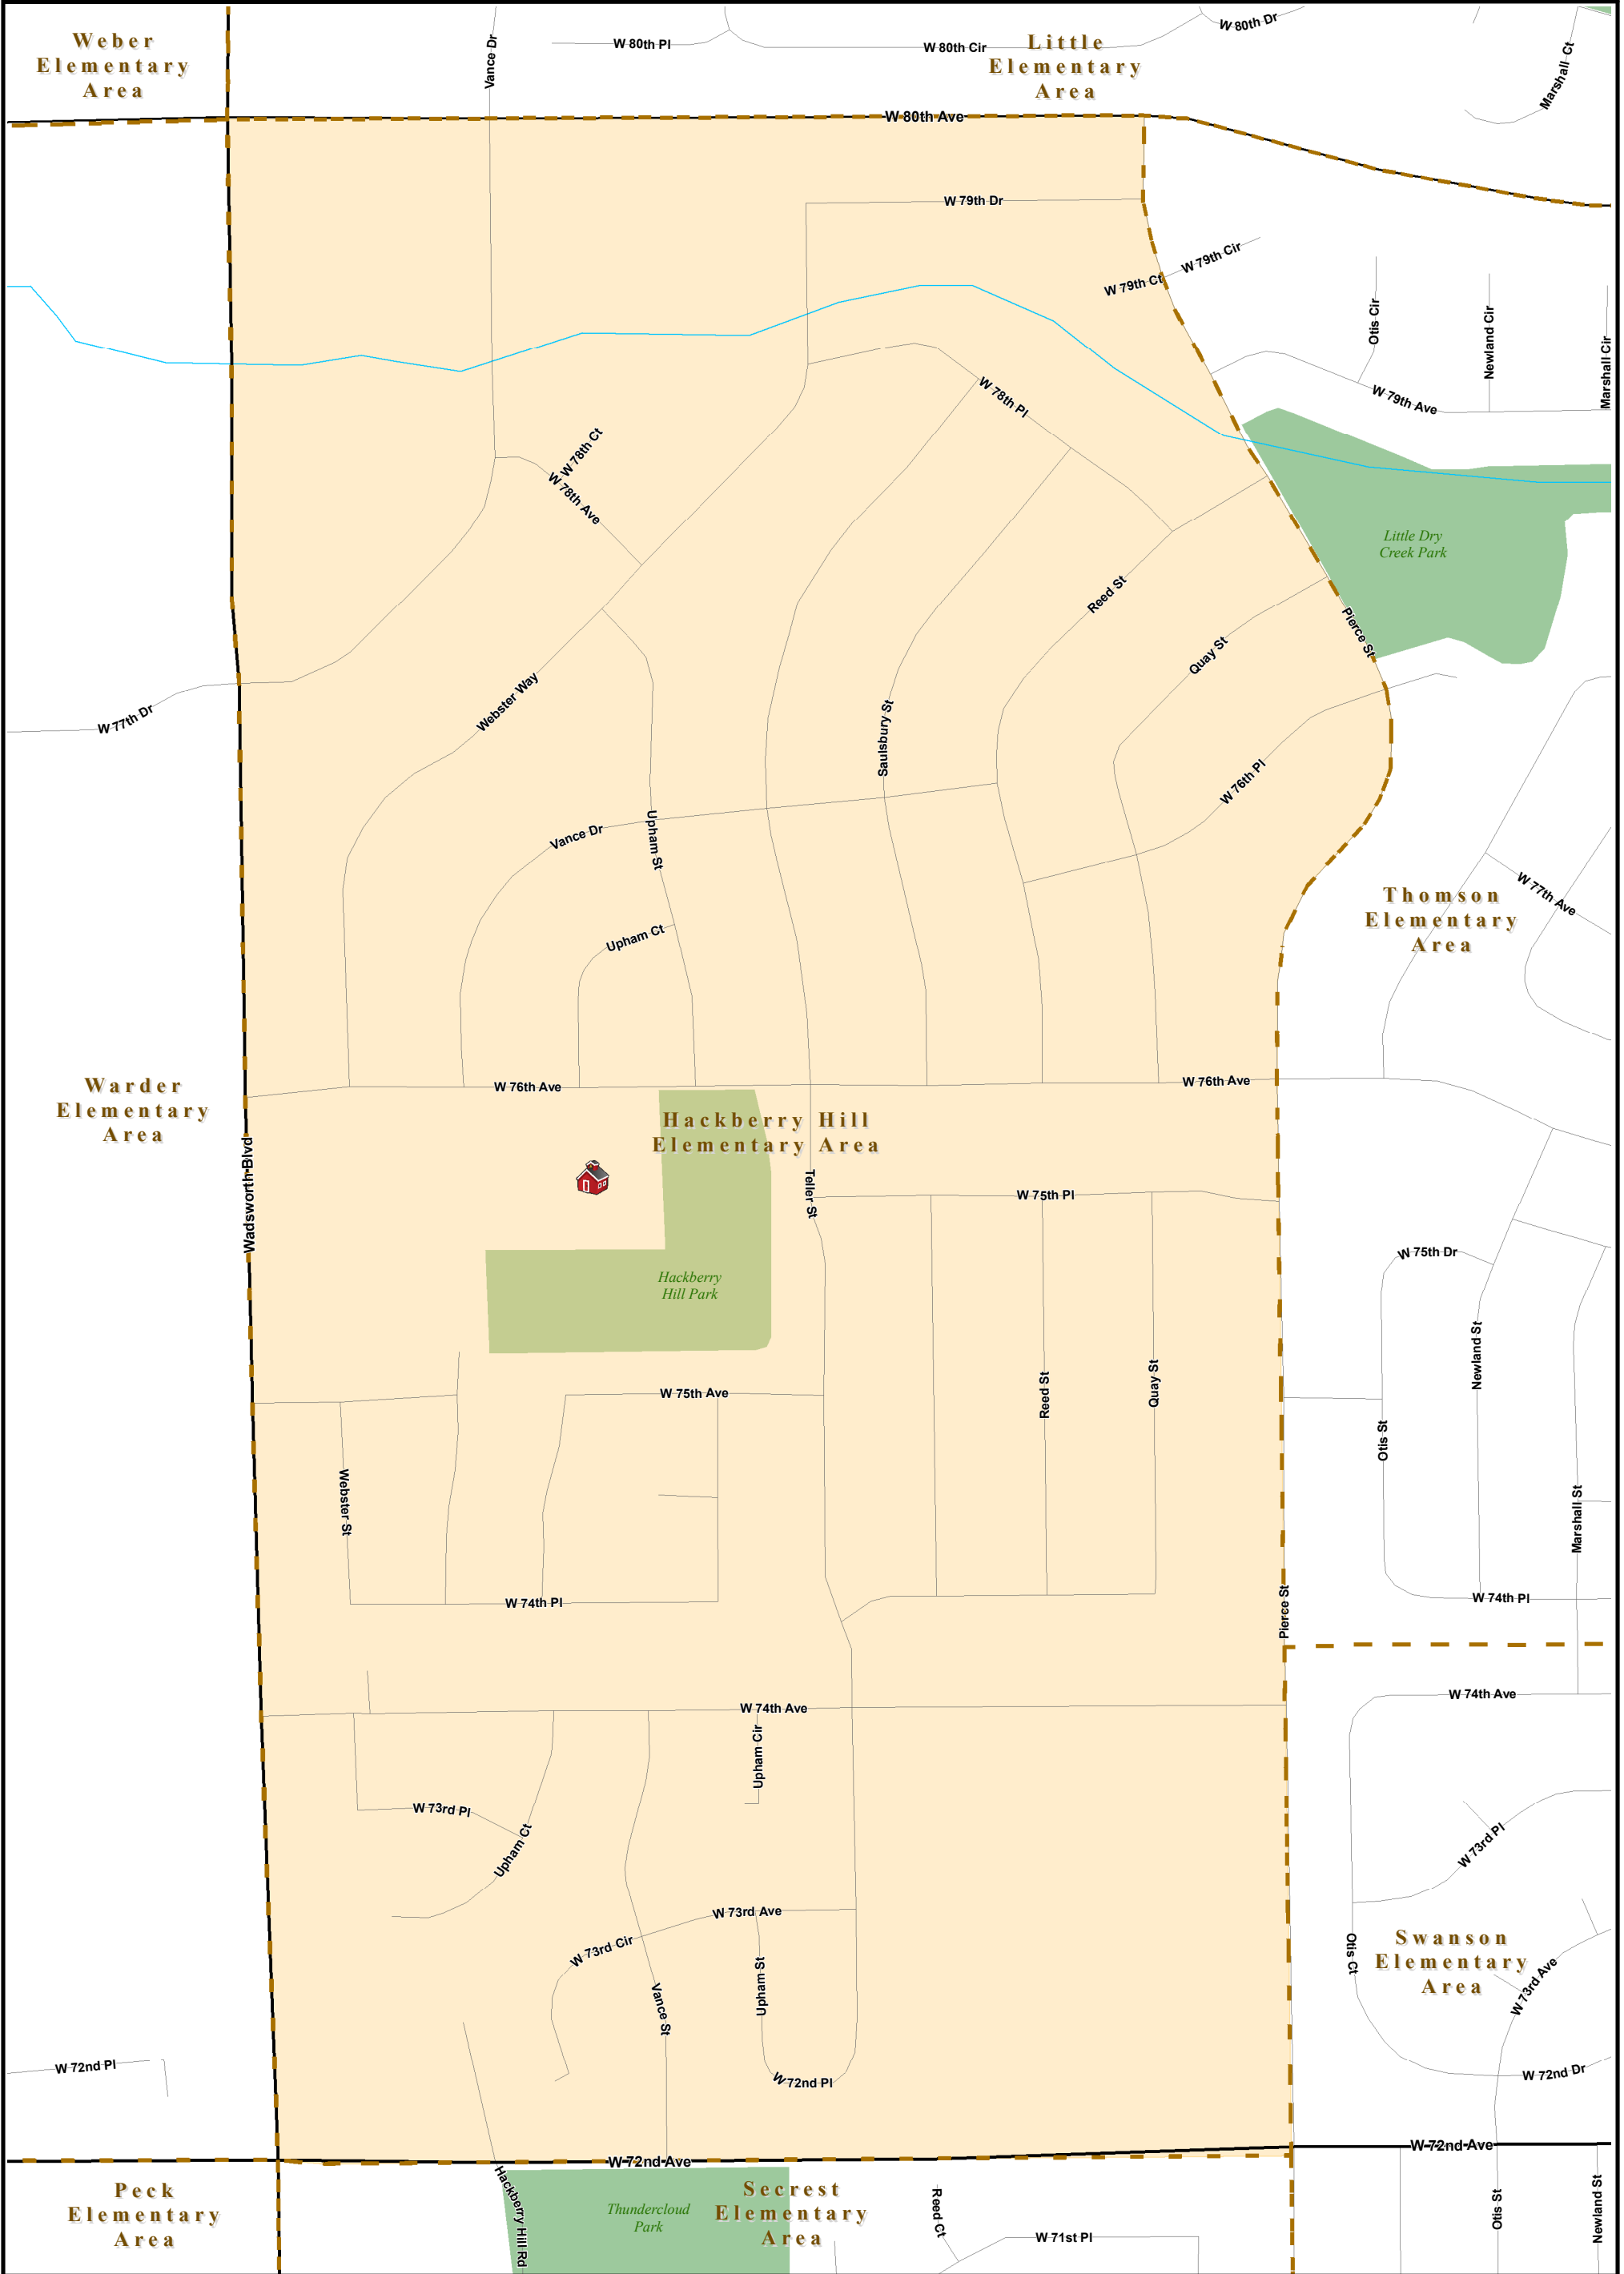 Weber
Elementary
Area
Vance Dr
W 80th Pl
W 80th Cir
Little
Elementary
Area
W 80th Dr
Marshall Ct
W 80th Ave
W 79th Dr
W 79th Ct
W 79th Cir
Otis Cir
Newland Cir
Marshall Cir
W 79th Ave
W 78th Pl
W 78th Ct
W 78th Ave
Little Dry
Creek Park
Reed St
Quay St
Pierce St
W 77th Dr
Webster Way
Saulsbury St
W 76th Pl
Vance Dr
Upham St
Upham Ct
Thomson
Elementary
Area
W 77th Ave
W 76th Ave
W 76th Ave
Warder
Elementary
Area
Hackberry Hill
Elementary Area
Wadsworth Blvd
Teller St
W 75th Pl
W 75th Dr
Hackberry
Hill Park
Newland St
Reed St
Quay St
W 75th Ave
Otis St
Webster St
Marshall St
W 74th Pl
Pierce St
W 74th Pl
W 74th Ave
W 74th Ave
Upham Cir
W 73rd Pl
Upham Ct
W 73rd Pl
W 73rd Ave
W 73rd Cir
Otis Ct
Swanson
Elementary
Area
W 73rd Ave
Vance St
Upham St
W 72nd Pl
W 72nd Pl
W 72nd Dr
W 72nd Ave
W 72nd Ave
Peck
Elementary
Area
Hackberry Hill Rd
Thundercloud
Park
Secrest
Elementary
Area
Reed Ct
W 71st Pl
Otis St
Newland St